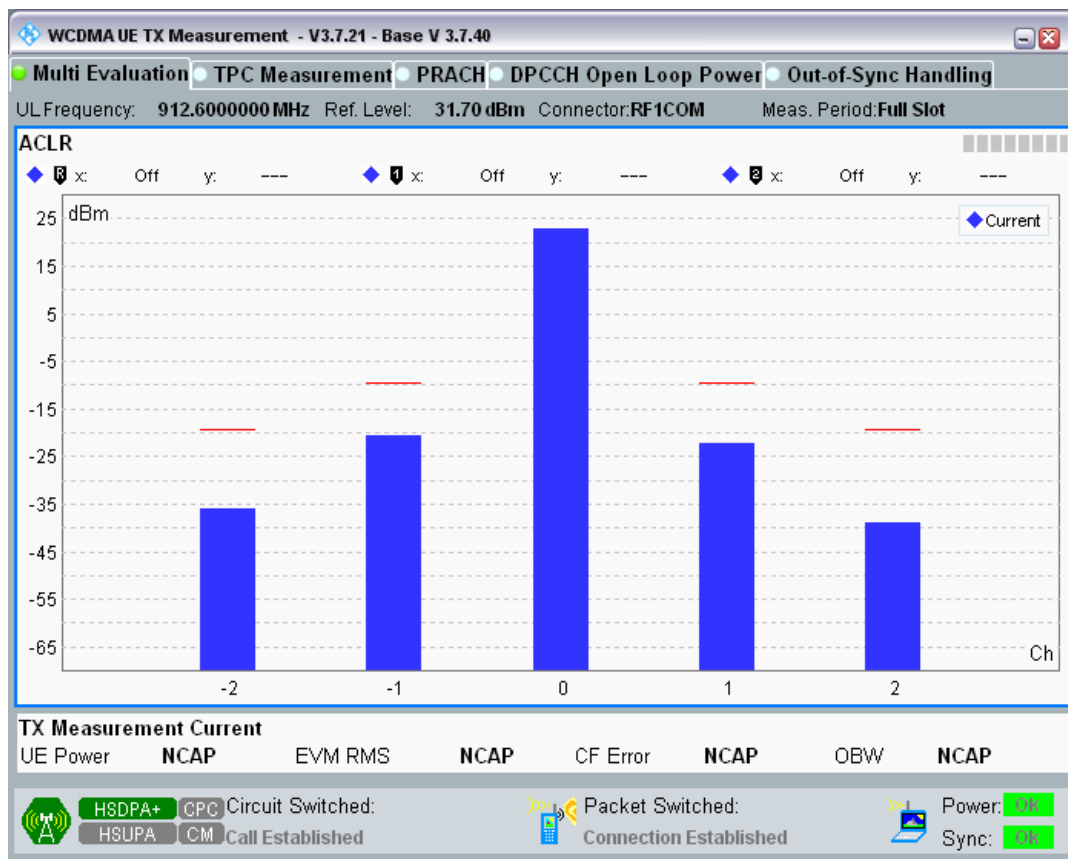 WCDMA UE TX Measurement - V3.7.21 - Base V 3.7.40
Multi Evaluation TPC Measurement PRACH DPCCH Open Loop Power Out-of-Sync Handling
UL Frequency: 912.6000000 MHz Ref. Level: 31.70 dBm Connector:RF1COM Meas. Period:Full Slot
ACLR
R x: Off y: --- 1 x: Off y: --- 2 x: Off y: ---
25 dBm Current
15
5
-5
-15
-25
-35
-45
-55
-65 Ch
-2 -1 0 1 2
TX Measurement Current
UE Power NCAP EVM RMS NCAP CF Error NCAP OBW NCAP
HSDPA+ CPC Circuit Switched: Packet Switched: Power: OK
HSUPA CM Call Established Connection Established Sync: OK